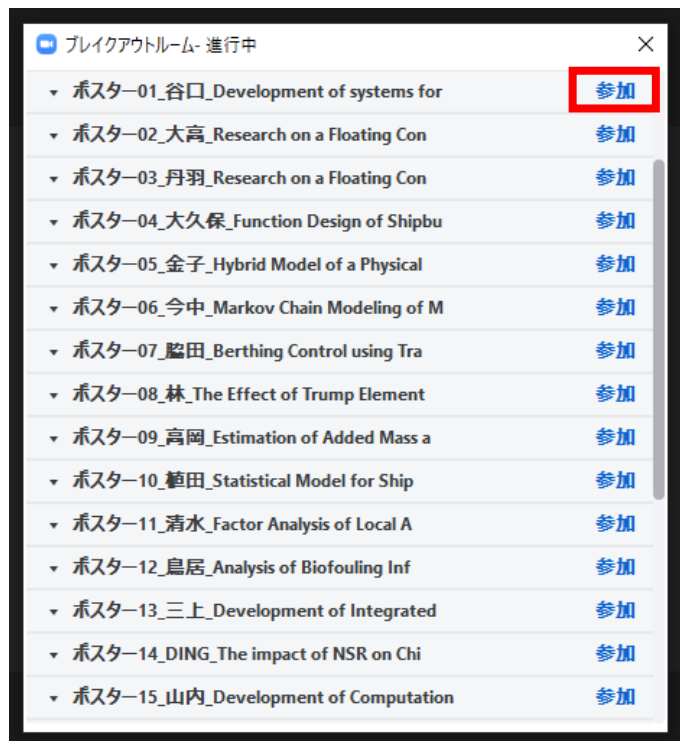 ブレイクアウトルーム- 進行中
ポスター01_谷口_Development of systems for 参加
ポスター02_大高_Research on a Floating Con 参加
ポスター03_丹羽_Research on a Floating Con 参加
ポスター04_大久保_Function Design of Shipbu 参加
ポスター05_金子_Hybrid Model of a Physical 参加
ポスター06_今中_Markov Chain Modeling of M 参加
ポスター07_脇田_Berthing Control using Tra 参加
ポスター08_林_The Effect of Trump Element 参加
ポスター09_高岡_Estimation of Added Mass a 参加
ポスター10_植田_Statistical Model for Ship 参加
ポスター11_清水_Factor Analysis of Local A 参加
ポスター12_鳥居_Analysis of Biofouling Inf 参加
ポスター13_三上_Development of Integrated 参加
ポスター14_DING_The impact of NSR on Chi 参加
ポスター15_山内_Development of Computation 参加